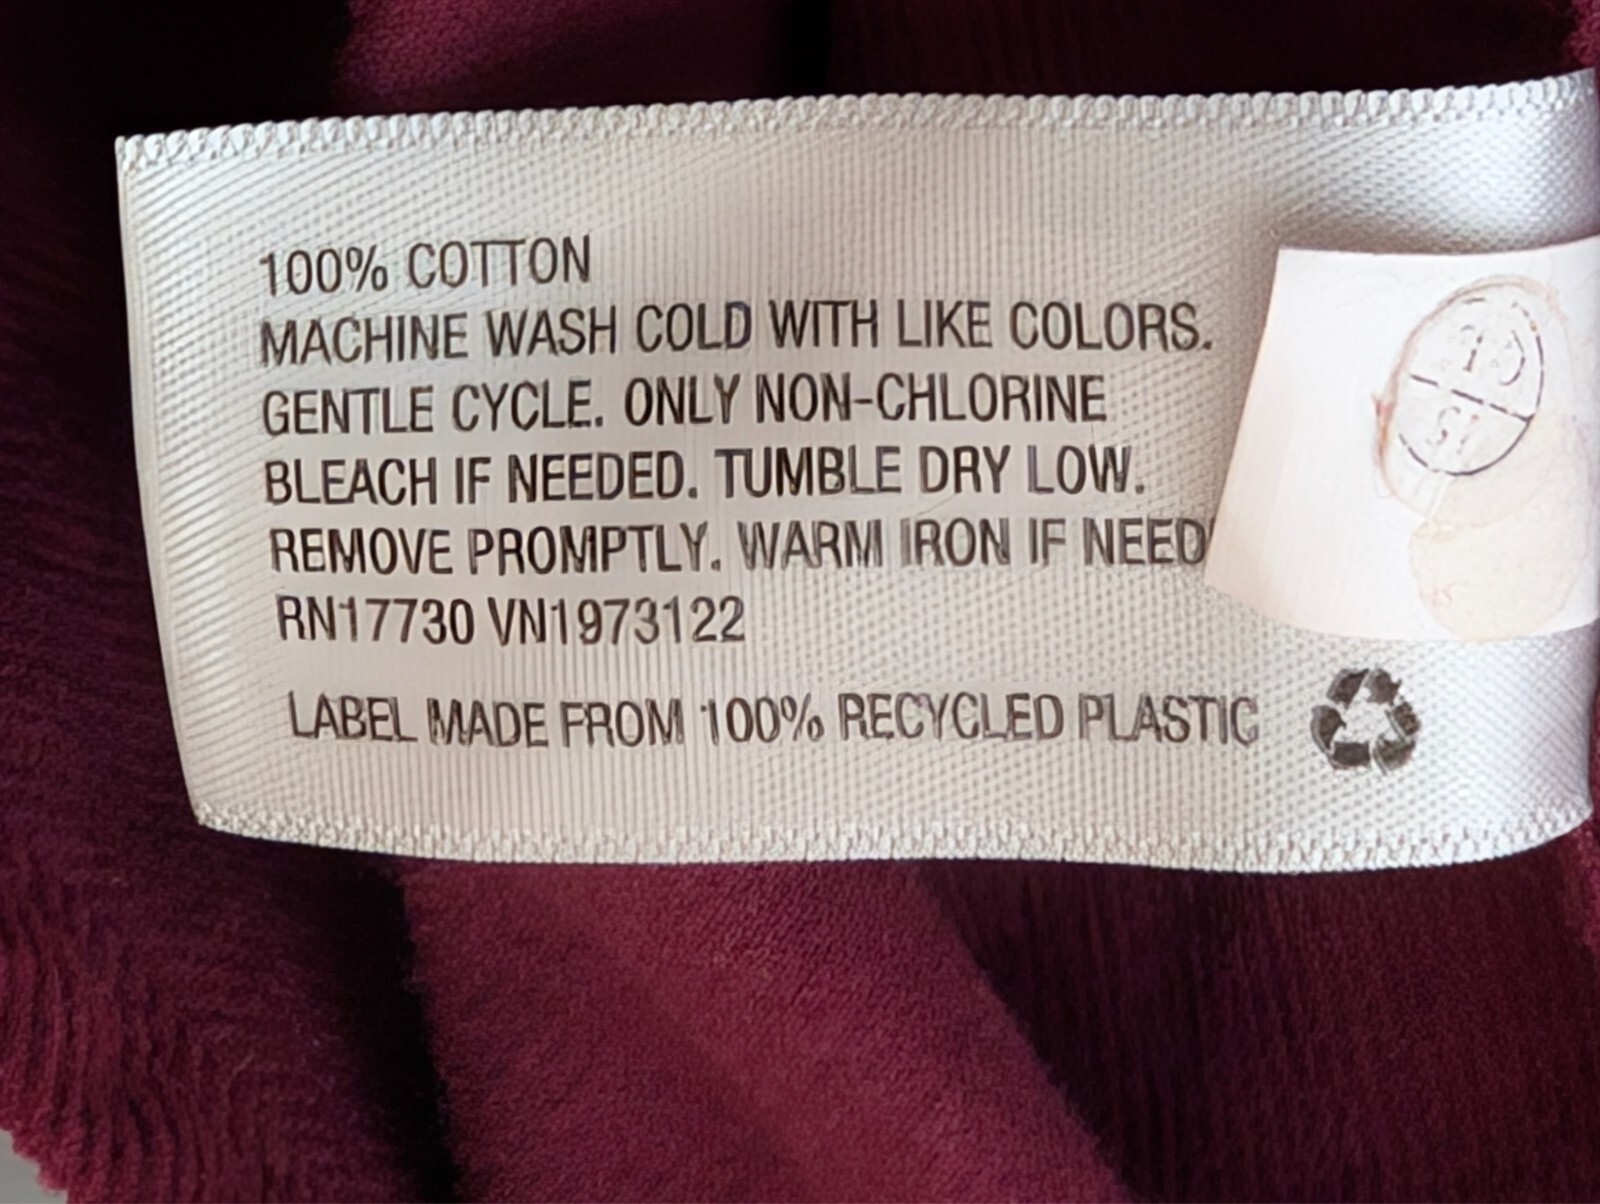 100% COTTON
MACHINE WASH COLD WITH LIKE COLORS.
GENTLE CYCLE. ONLY NON-CHLORINE
BLEACH IF NEEDED. TUMBLE DRY LOW.
REMOVE PROMPTLY. WARM IRON IF NEED
RN17730 VN1973122
LABEL MADE FROM 100% RECYCLED PLASTIC